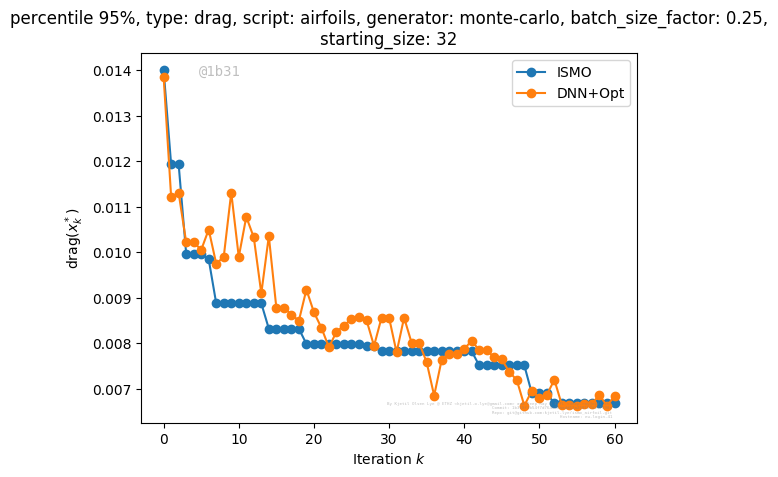 percentile 95%, type: drag, script: airfoils, generator: monte-carlo, batch_size_factor: 0.25,
starting_size: 32
@1b31
ISMO
DNN+Opt
drag(x*k)
0.014
0.013
0.012
0.011
0.010
0.009
0.008
0.007
0 10 20 30 40 50 60
Iteration k